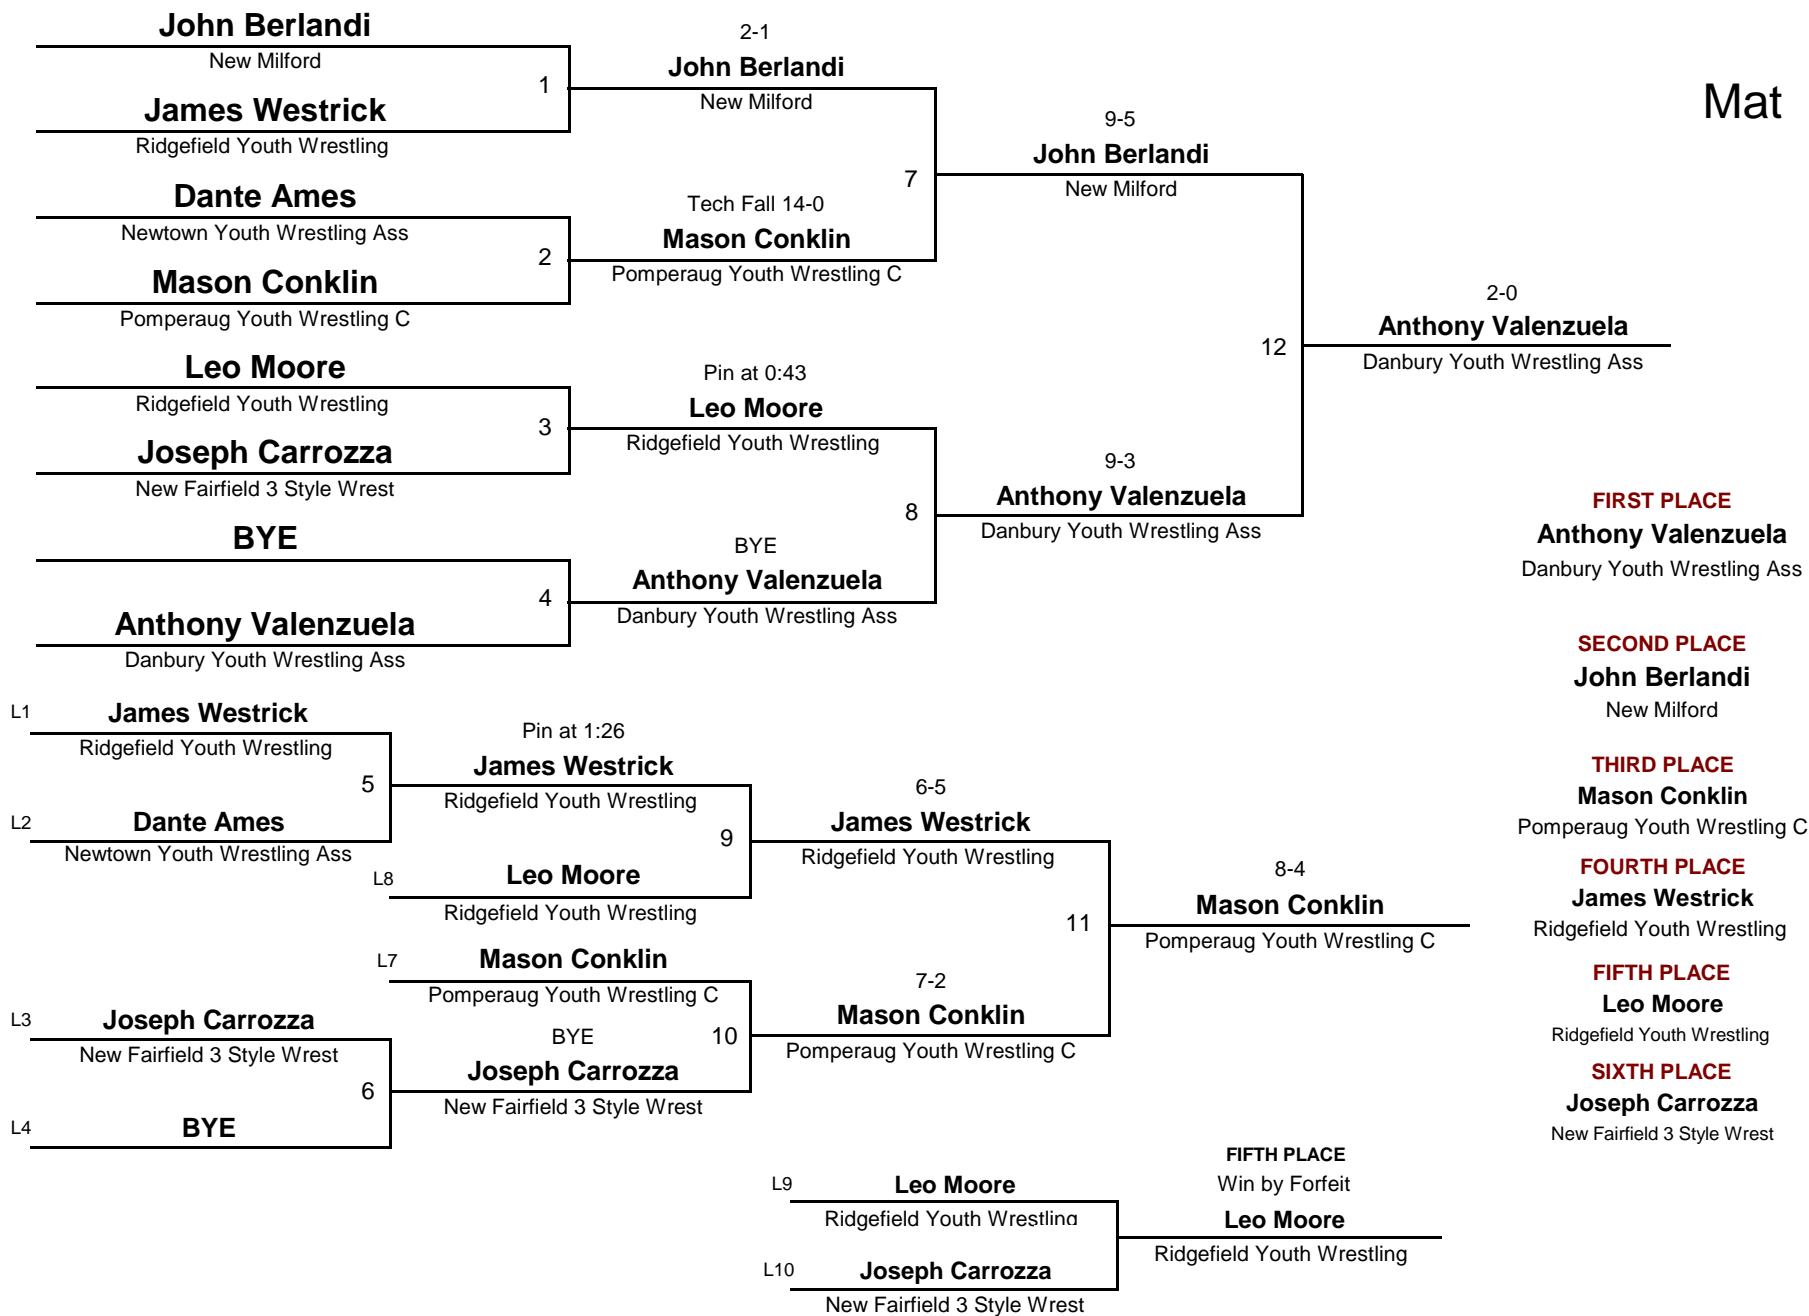 John Berlandi
New Milford
1
James Westrick
Ridgefield Youth Wrestling
Dante Ames
Newtown Youth Wrestling Ass
2
Mason Conklin
Pomperaug Youth Wrestling C
Leo Moore
Ridgefield Youth Wrestling
3
Joseph Carrozza
New Fairfield 3 Style Wrest
BYE
4
Anthony Valenzuela
Danbury Youth Wrestling Ass
2-1
John Berlandi
New Milford
7
Tech Fall 14-0
Mason Conklin
Pomperaug Youth Wrestling C
Pin at 0:43
Leo Moore
Ridgefield Youth Wrestling
8
BYE
Anthony Valenzuela
Danbury Youth Wrestling Ass
9-5
John Berlandi
New Milford
12
9-3
Anthony Valenzuela
Danbury Youth Wrestling Ass
2-0
Anthony Valenzuela
Danbury Youth Wrestling Ass
Mat
L1
James Westrick
Ridgefield Youth Wrestling
5
L2
Dante Ames
Newtown Youth Wrestling Ass
L3
Joseph Carrozza
New Fairfield 3 Style Wrest
6
L4
BYE
Pin at 1:26
James Westrick
Ridgefield Youth Wrestling
9
L8
Leo Moore
Ridgefield Youth Wrestling
L7
Mason Conklin
Pomperaug Youth Wrestling C
10
BYE
Joseph Carrozza
New Fairfield 3 Style Wrest
6-5
James Westrick
Ridgefield Youth Wrestling
11
7-2
Mason Conklin
Pomperaug Youth Wrestling C
8-4
Mason Conklin
Pomperaug Youth Wrestling C
L9
Leo Moore
Ridgefield Youth Wrestling
L10
Joseph Carrozza
New Fairfield 3 Style Wrest
FIFTH PLACE
Win by Forfeit
Leo Moore
Ridgefield Youth Wrestling
FIRST PLACE
Anthony Valenzuela
Danbury Youth Wrestling Ass
SECOND PLACE
John Berlandi
New Milford
THIRD PLACE
Mason Conklin
Pomperaug Youth Wrestling C
FOURTH PLACE
James Westrick
Ridgefield Youth Wrestling
FIFTH PLACE
Leo Moore
Ridgefield Youth Wrestling
SIXTH PLACE
Joseph Carrozza
New Fairfield 3 Style Wrest